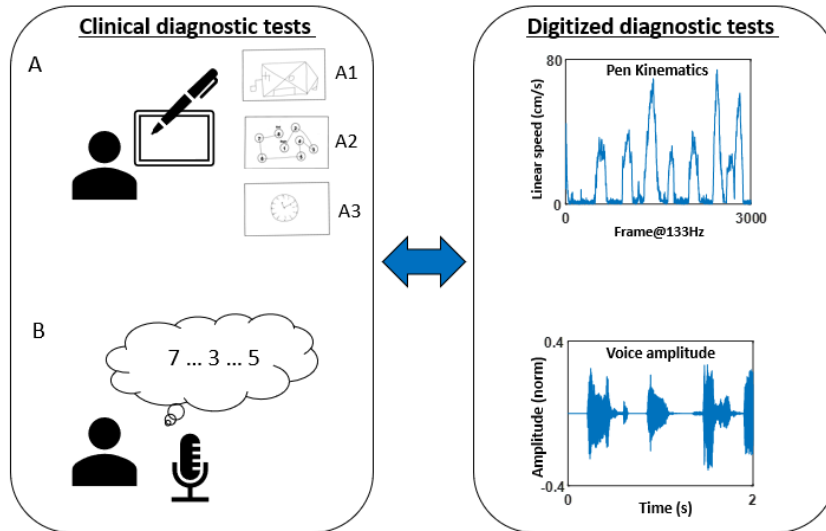 Clinical diagnostic tests
A
A1
A2
A3
B
7 ... 3 ... 5
Digitized diagnostic tests
80
Pen Kinematics
Linear speed (cm/s)
0
0
3000
Frame@133Hz
0.4
Voice amplitude
Amplitude (norm)
-0.4
0
2
Time (s)